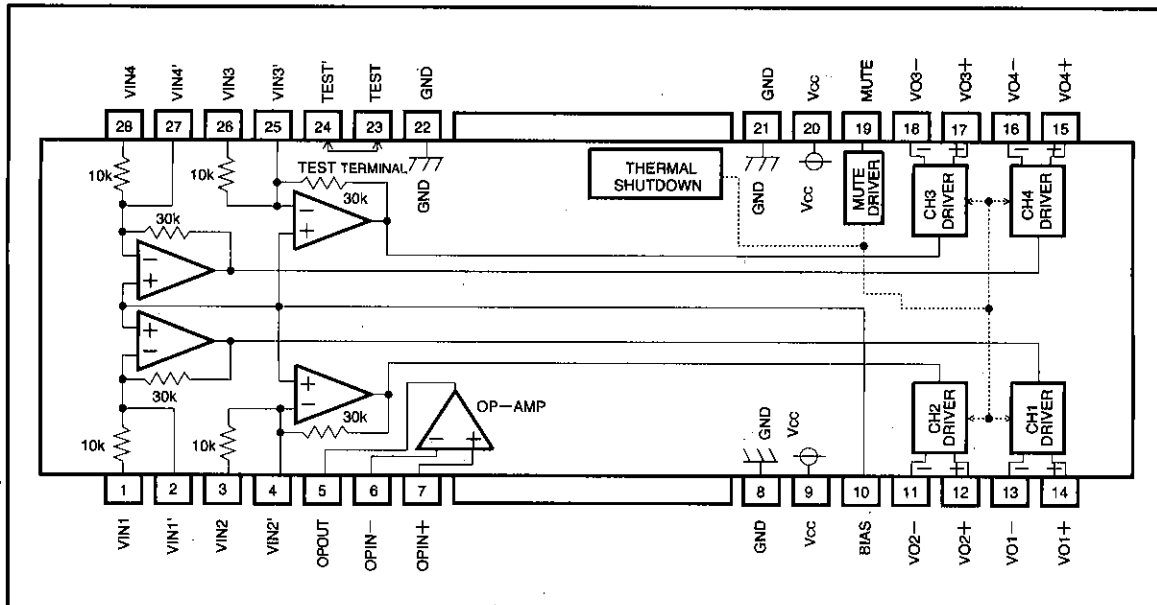 VIN4 VIN4' VIN3 VIN3' TEST' TEST GND GND Vcc MUTE VO3− VO3+ VO4− VO4+
28 27 26 25 24 23 22 21 20 19 18 17 16 15
10k 10k TEST TERMINAL 30k GND
THERMAL SHUTDOWN
GND Vcc MUTE DRIVER
− + − +
CH3 DRIVER CH4 DRIVER
30k
− +
− +
+ −
+ −
30k 30k
10k 10k
OP−AMP
− +
GND Vcc
CH2 DRIVER CH1 DRIVER
− + − +
1 2 3 4 5 6 7 8 9 10 11 12 13 14
VIN1 VIN1' VIN2 VIN2' OPOUT OPIN− OPIN+ GND Vcc BIAS VO2− VO2+ VO1− VO1+